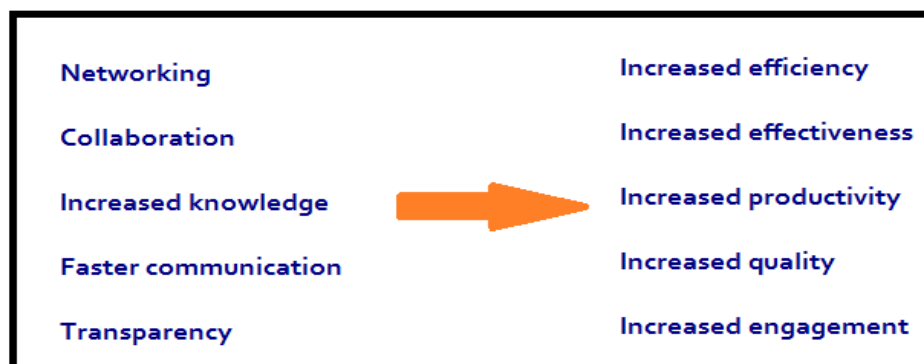 Networking
Collaboration
Increased knowledge
Faster communication
Transparency
Increased efficiency
Increased effectiveness
Increased productivity
Increased quality
Increased engagement